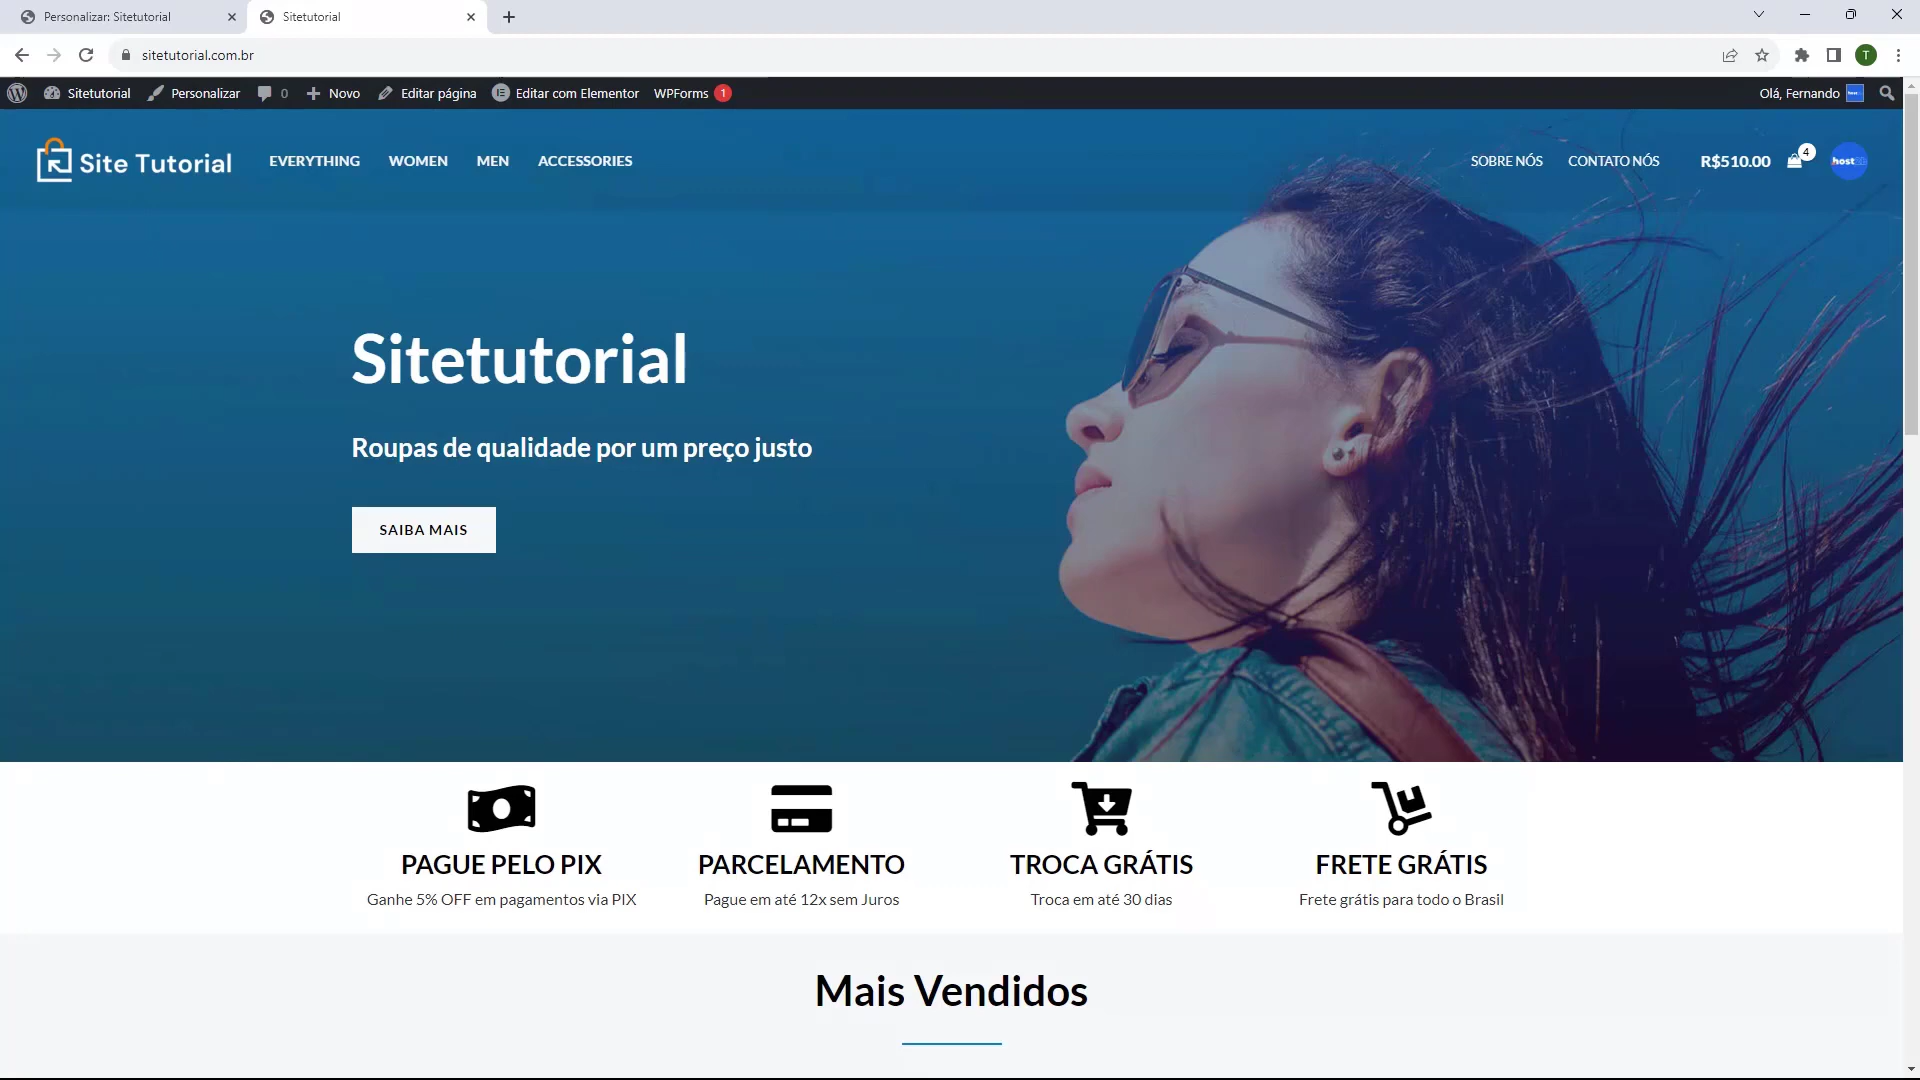 Personalizar: Sitetutorial
Sitetutorial
T
sitetutorial.com.br
Sitetutorial Personalizar 0 Novo Editar página Editar com Elementor WPForms 1 Olá, Fernando
Site Tutorial EVERYTHING WOMEN MEN ACCESSORIES SOBRE NÓS CONTATO NÓS R$510.00 4
Sitetutorial
Roupas de qualidade por um preço justo
SAIBA MAIS
PAGUE PELO PIX
Ganhe 5% OFF em pagamentos via PIX
PARCELAMENTO
Pague em até 12x sem Juros
TROCA GRÁTIS
Troca em até 30 dias
FRETE GRÁTIS
Frete grátis para todo o Brasil
Mais Vendidos